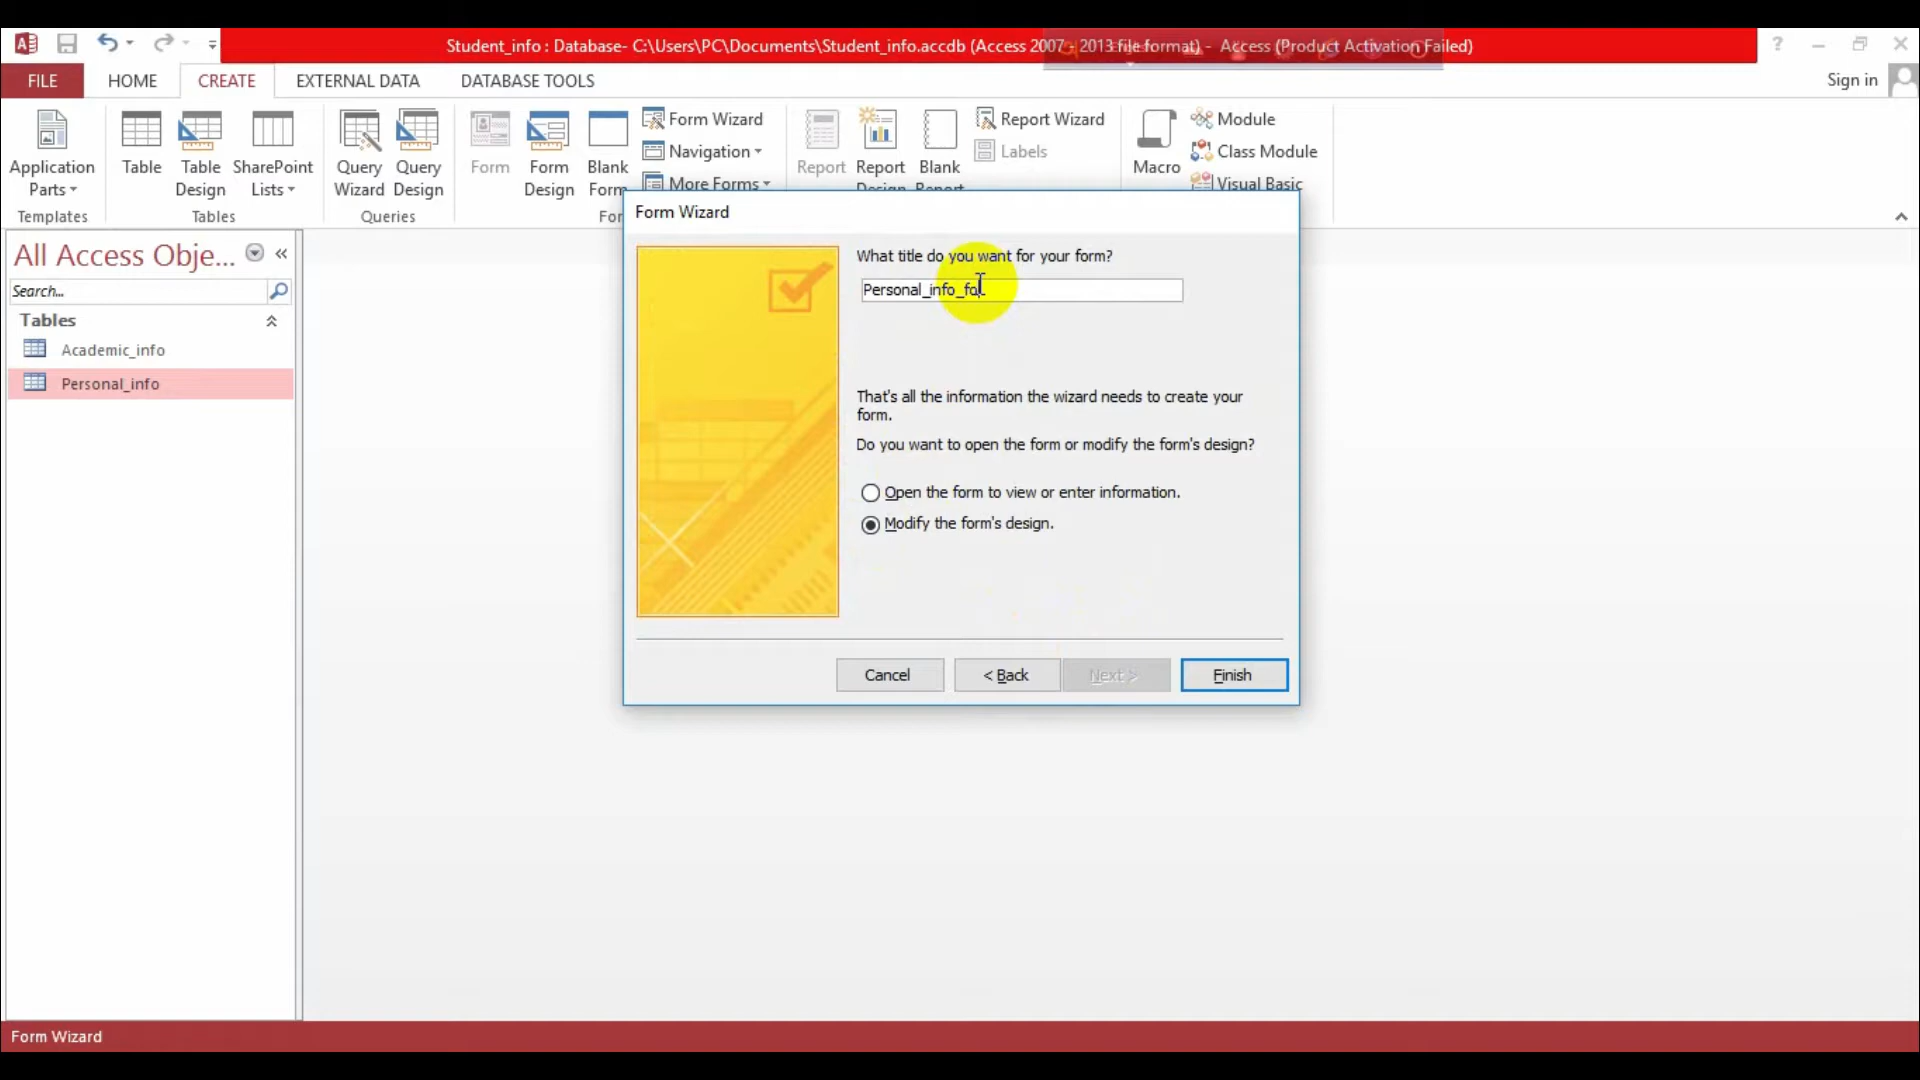 Student_info : Database- C:\Users\PC\Documents\Student_info.accdb (Access 2007 - 2013 file format) - Access (Product Activation Failed)
FILE HOME CREATE EXTERNAL DATA DATABASE TOOLS Sign in
Form Wizard Report Wizard Module
Navigation Labels Class Module
Application Parts Table Table Design SharePoint Lists Query Wizard Query Design Form Form Design Blank Form More Forms Report Report Design Blank Report Macro Visual Basic
Templates Tables Queries
Form Wizard
All Access Obje...
Search...
Tables
Academic_info
Personal_info
What title do you want for your form?
Personal_info_fo
That's all the information the wizard needs to create your
form.
Do you want to open the form or modify the form's design?
Open the form to view or enter information.
Modify the form's design.
Cancel < Back Next > Finish
Form Wizard